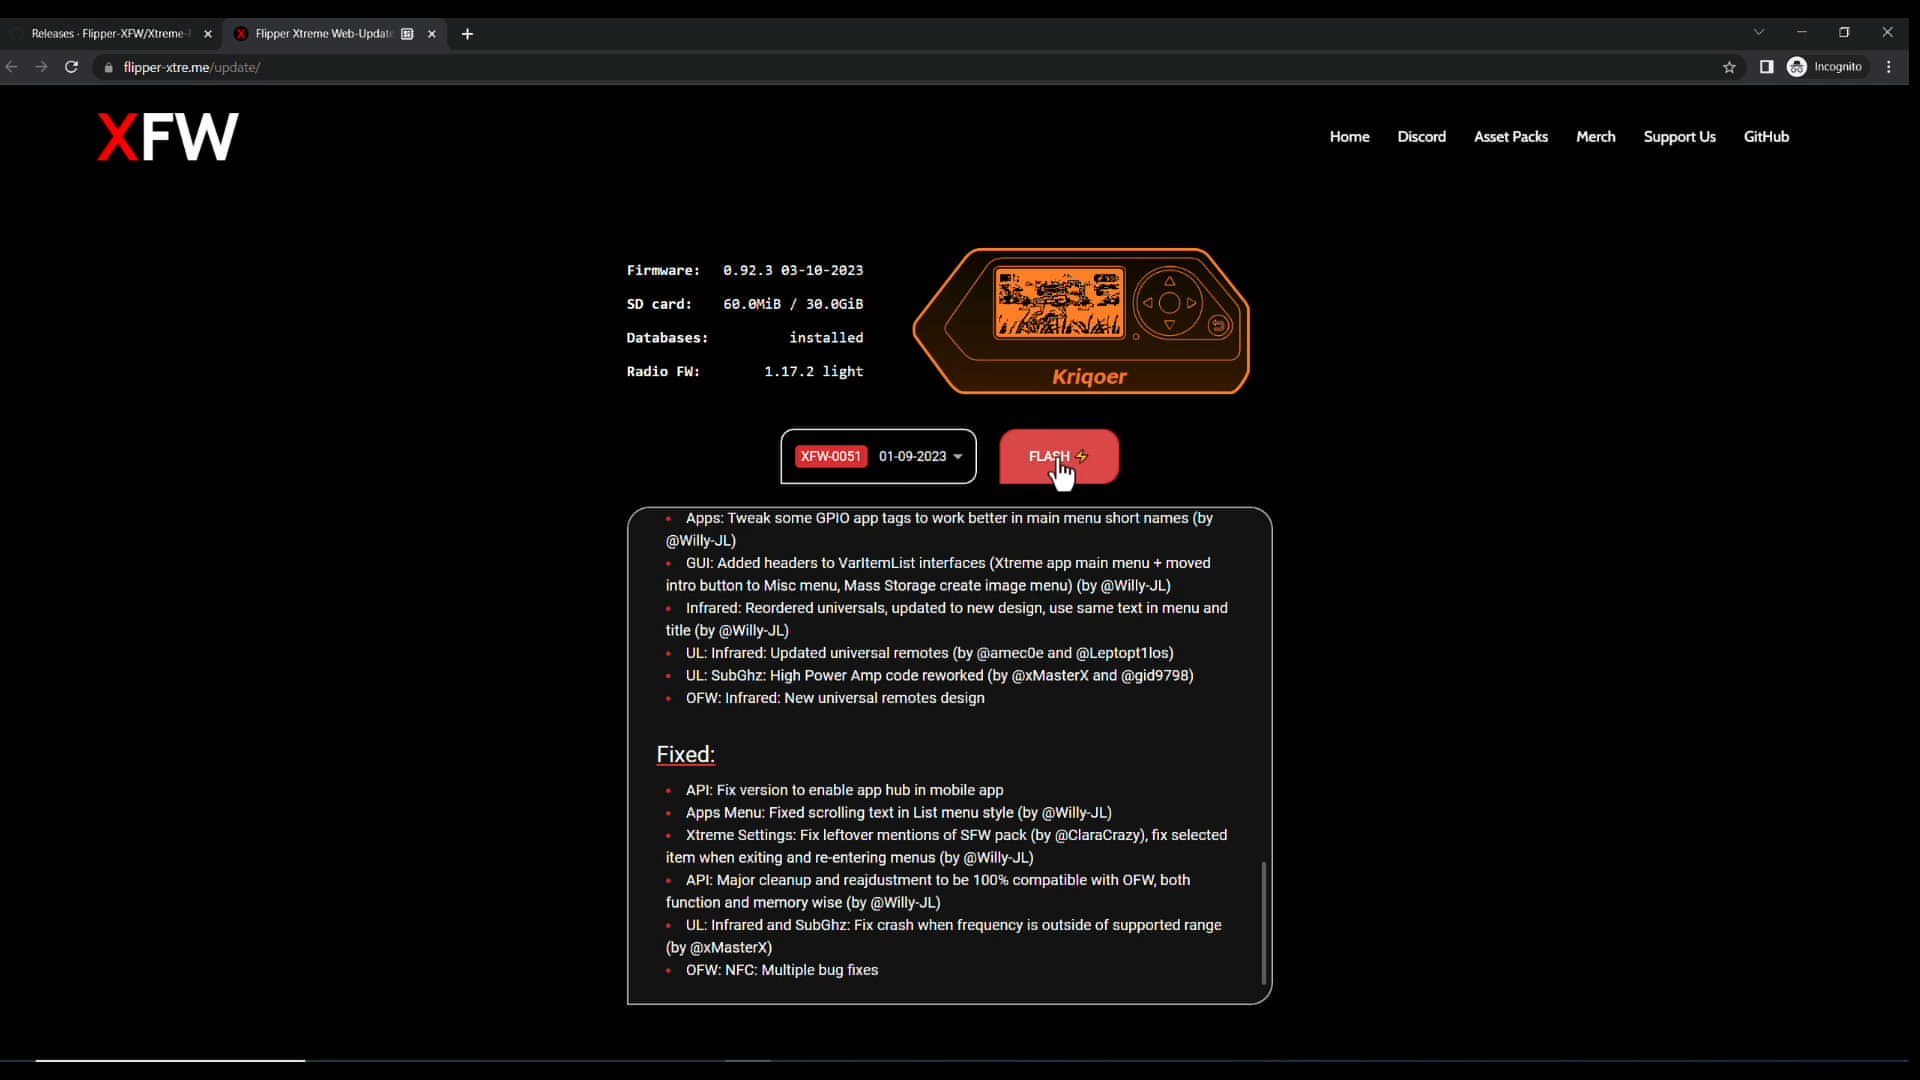 Releases · Flipper-XFW/Xtreme-
Flipper Xtreme Web-Update
flipper-xtre.me/update/
Incognito
XFW
Home Discord Asset Packs Merch Support Us GitHub
Firmware: 0.92.3 03-10-2023
SD card: 60.0MiB / 30.0GiB
Databases: installed
Radio FW: 1.17.2 light
Kriqoer
XFW-0051 01-09-2023
FLASH
• Apps: Tweak some GPIO app tags to work better in main menu short names (by
@Willy-JL)
• GUI: Added headers to VarItemList interfaces (Xtreme app main menu + moved
intro button to Misc menu, Mass Storage create image menu) (by @Willy-JL)
• Infrared: Reordered universals, updated to new design, use same text in menu and
title (by @Willy-JL)
• UL: Infrared: Updated universal remotes (by @amec0e and @Leptopt1los)
• UL: SubGhz: High Power Amp code reworked (by @xMasterX and @gid9798)
• OFW: Infrared: New universal remotes design
Fixed:
• API: Fix version to enable app hub in mobile app
• Apps Menu: Fixed scrolling text in List menu style (by @Willy-JL)
• Xtreme Settings: Fix leftover mentions of SFW pack (by @ClaraCrazy), fix selected
item when exiting and re-entering menus (by @Willy-JL)
• API: Major cleanup and reajdustment to be 100% compatible with OFW, both
function and memory wise (by @Willy-JL)
• UL: Infrared and SubGhz: Fix crash when frequency is outside of supported range
(by @xMasterX)
• OFW: NFC: Multiple bug fixes